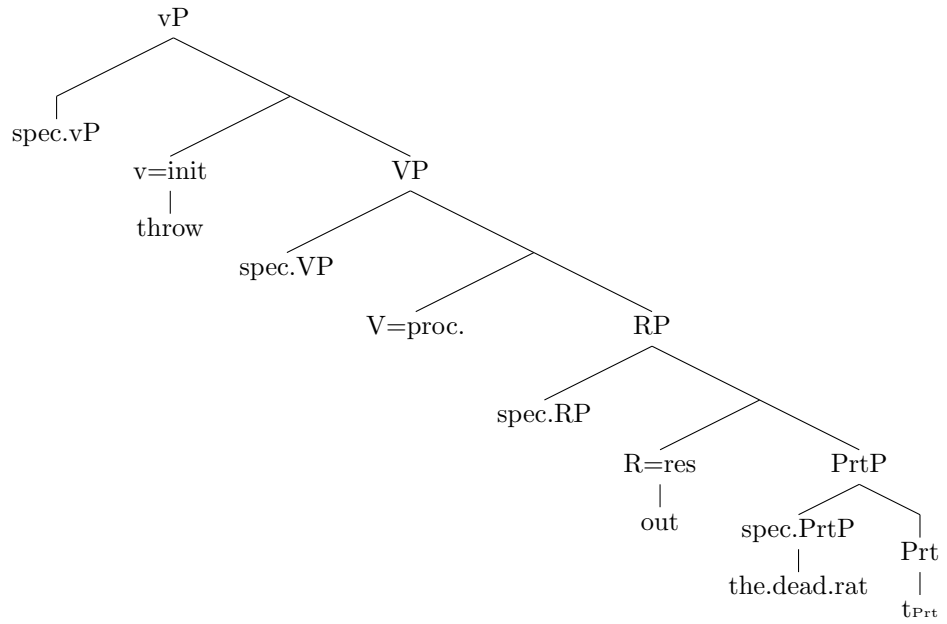 vP
spec.vP
v=init
VP
throw
spec.VP
V=proc.
RP
spec.RP
R=res
PrtP
out
spec.PrtP
Prt
the.dead.rat
tPrt